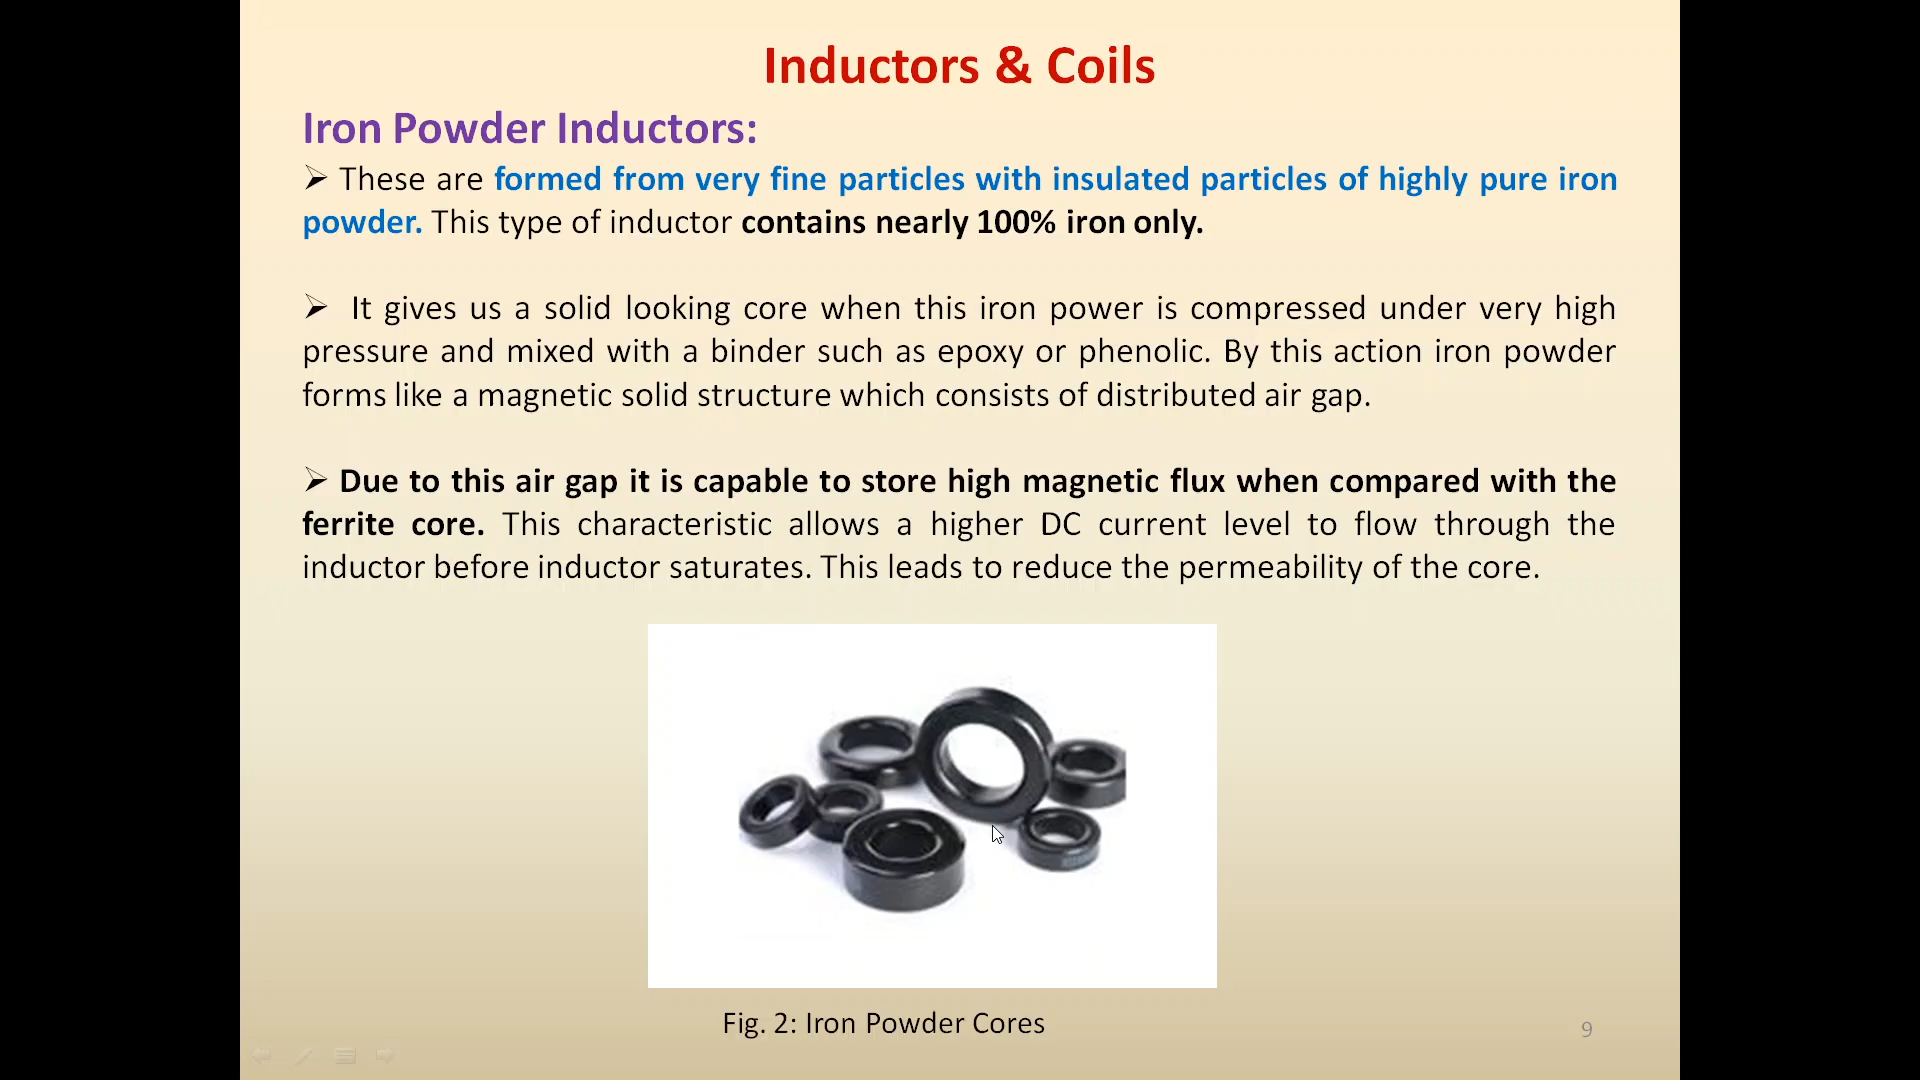 Inductors & Coils
Iron Powder Inductors:
➢ These are formed from very fine particles with insulated particles of highly pure iron
powder. This type of inductor contains nearly 100% iron only.
➢ It gives us a solid looking core when this iron power is compressed under very high
pressure and mixed with a binder such as epoxy or phenolic. By this action iron powder
forms like a magnetic solid structure which consists of distributed air gap.
➢ Due to this air gap it is capable to store high magnetic flux when compared with the
ferrite core. This characteristic allows a higher DC current level to flow through the
inductor before inductor saturates. This leads to reduce the permeability of the core.
Fig. 2: Iron Powder Cores
9